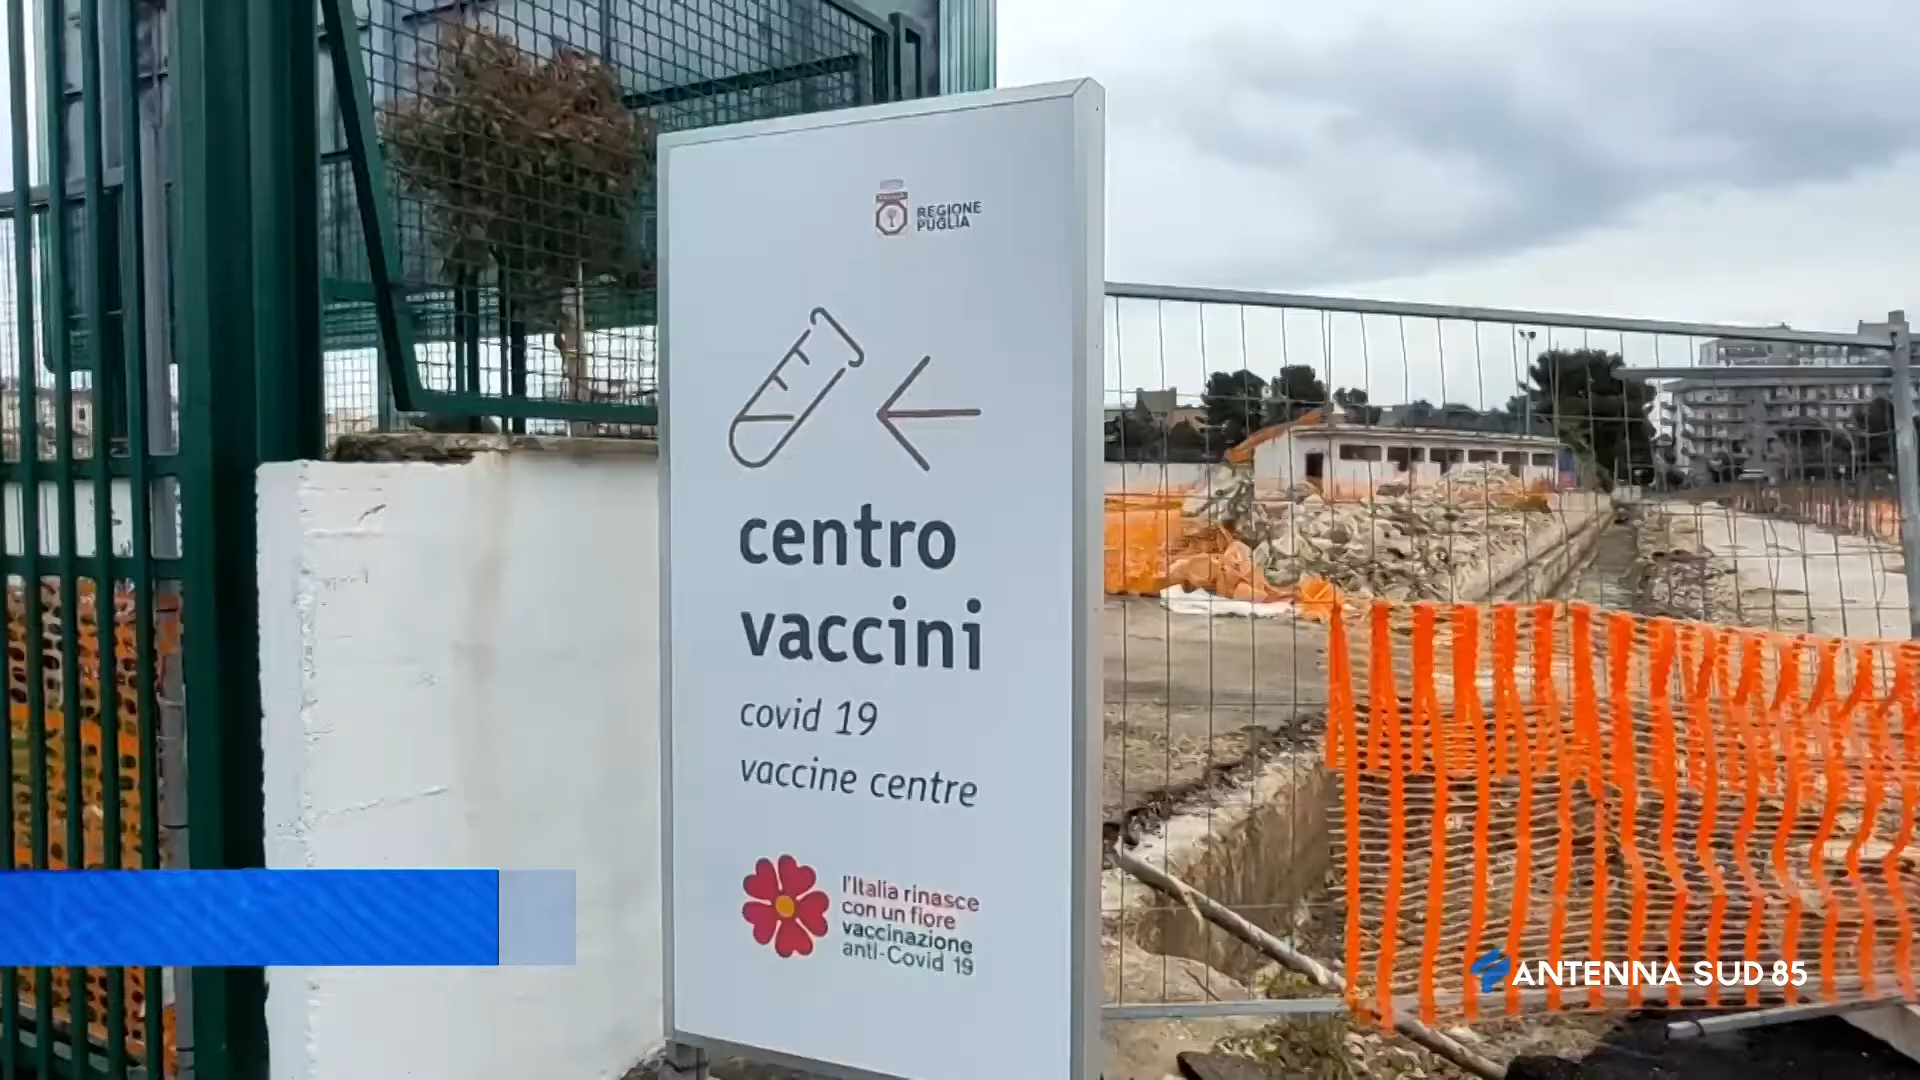 REGIONE
PUGLIA
centro
vaccini
covid 19
vaccine centre
l'Italia rinasce
con un fiore
vaccinazione
anti-Covid 19
ANTENNA SUD 85